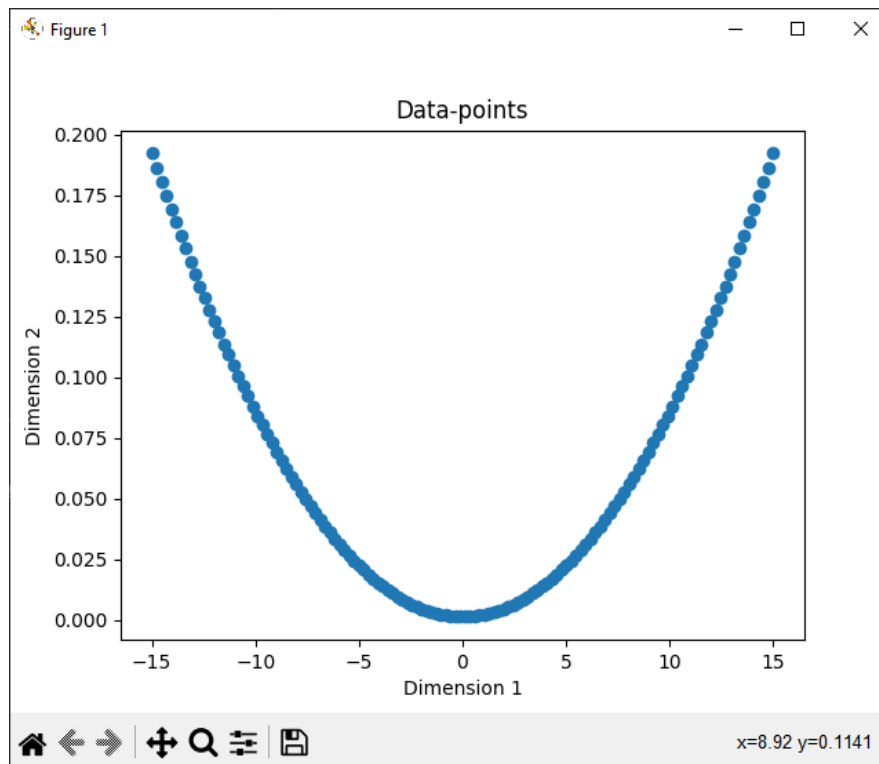 Figure 1
Data-points
0.200
0.175
0.150
0.125
0.100
0.075
0.050
0.025
0.000
Dimension 2
−15 −10 −5 0 5 10 15
Dimension 1
x=8.92 y=0.1141